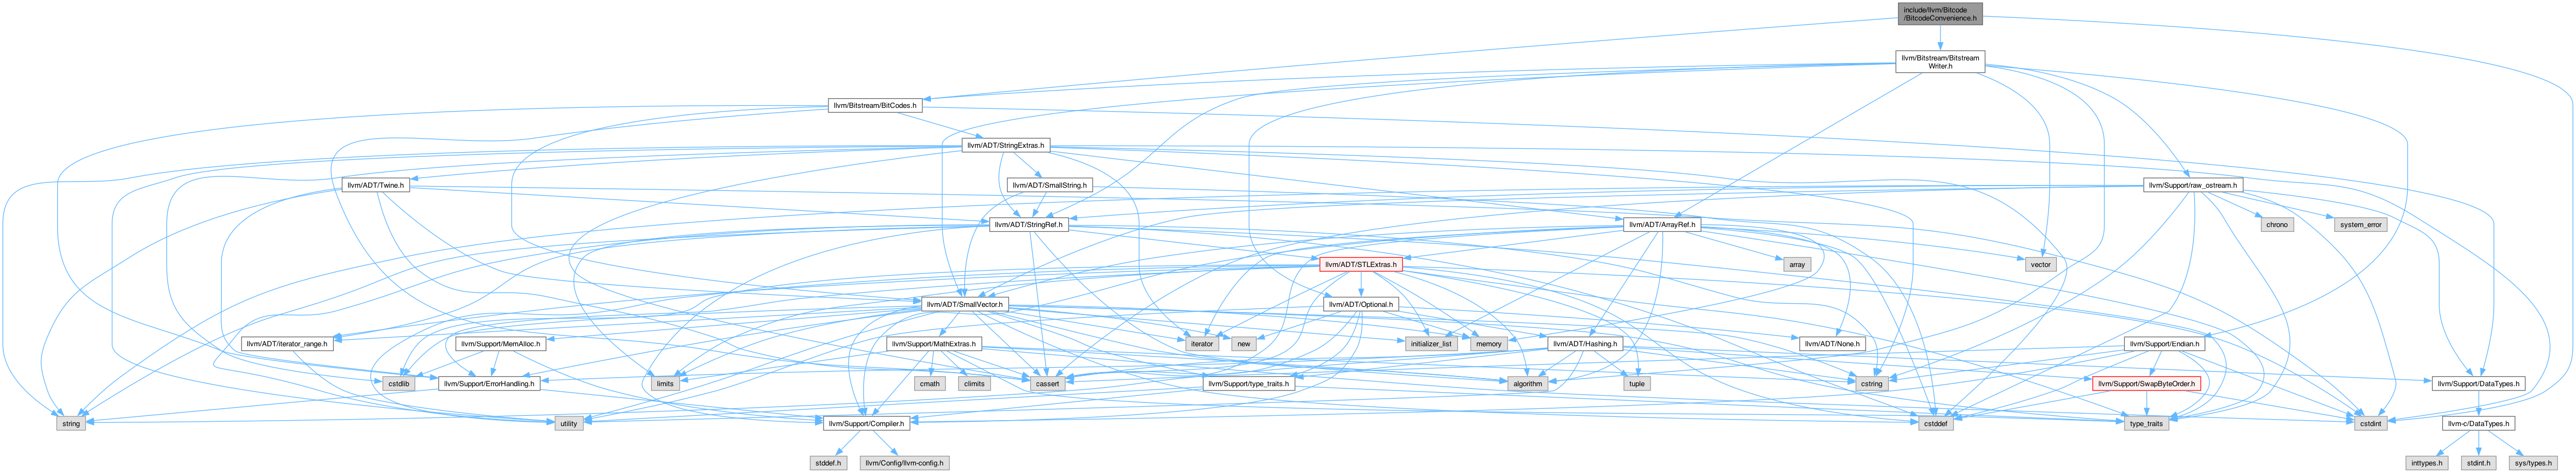 include/llvm/Bitcode
/BitcodeConvenience.h
llvm/Bitstream/Bitstream
Writer.h
llvm/Bitstream/BitCodes.h
llvm/ADT/StringExtras.h
llvm/ADT/Twine.h
llvm/ADT/SmallString.h
llvm/Support/raw_ostream.h
llvm/ADT/StringRef.h
llvm/ADT/ArrayRef.h
chrono
system_error
llvm/ADT/STLExtras.h
array
vector
llvm/ADT/SmallVector.h
llvm/ADT/Optional.h
llvm/ADT/iterator_range.h
llvm/Support/MemAlloc.h
llvm/Support/MathExtras.h
iterator
new
initializer_list
memory
llvm/ADT/Hashing.h
llvm/ADT/None.h
llvm/Support/Endian.h
cstdlib
llvm/Support/ErrorHandling.h
limits
cmath
climits
cassert
llvm/Support/type_traits.h
algorithm
tuple
cstring
llvm/Support/SwapByteOrder.h
llvm/Support/DataTypes.h
string
utility
llvm/Support/Compiler.h
cstddef
type_traits
cstdint
llvm-c/DataTypes.h
stddef.h
llvm/Config/llvm-config.h
inttypes.h
stdint.h
sys/types.h